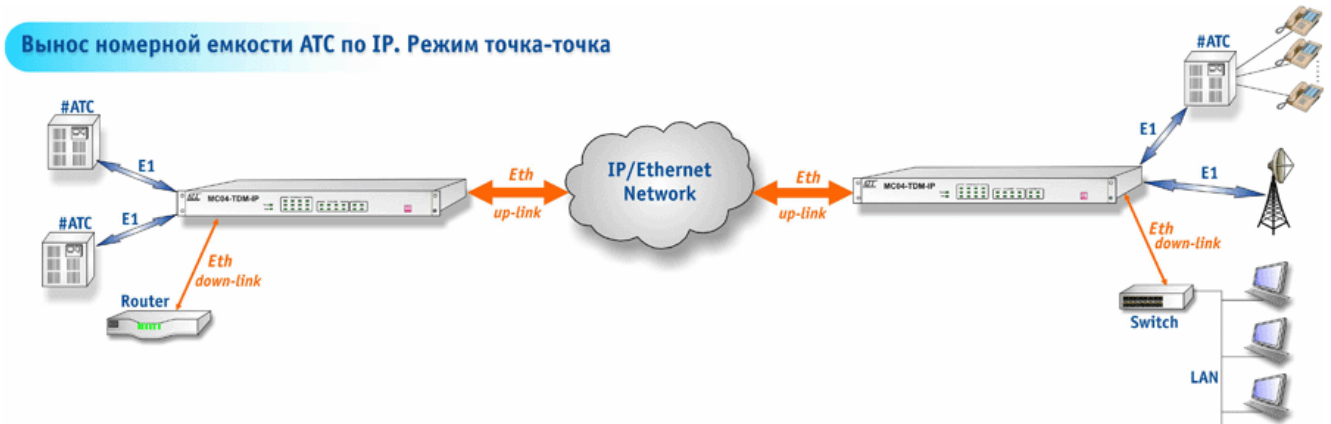 Вынос номерной емкости АТС по IP. Режим точка-точка
#АТС
E1
#АТС
E1
MC04-TDM-IP
Eth
down-link
Router
Eth
up-link
IP/Ethernet
Network
Eth
up-link
MC04-TDM-IP
#АТС
E1
E1
Eth
down-link
Switch
LAN